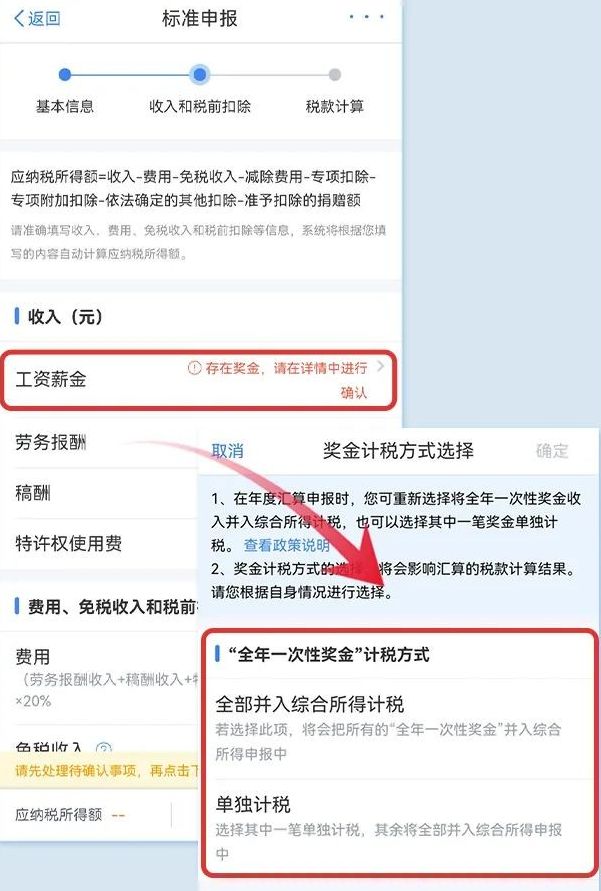 返回
标准申报
基本信息
收入和税前扣除
税款计算
应纳税所得额=收入-费用-免税收入-减除费用-专项扣除-
专项附加扣除-依法确定的其他扣除-准予扣除的捐赠额
请准确填写收入、费用、免税收入和税前扣除等信息，系统将根据您填
写的内容自动计算应纳税所得额。
收入（元）
工资薪金
存在奖金，请在详情中进行
确认
劳务报酬
稿酬
特许权使用费
费用、免税收入和税前
费用
（劳务报酬收入+稿酬收入+
×20%
免税收入
请先处理待确认事项，再点击下
应纳税所得额 --
取消
奖金计税方式选择
确定
1、在年度汇算申报时，您可重新选择将全年一次性奖金收
入并入综合所得计税，也可以选择其中一笔奖金单独计
税。查看政策说明
2、奖金计税方式的选择，将会影响汇算的税款计算结果。
请您根据自身情况进行选择。
“全年一次性奖金”计税方式
全部并入综合所得计税
若选择此项，将会把所有的“全年一次性奖金”并入综合
所得申报中
单独计税
选择其中一笔单独计税，其余将全部并入综合所得申报
中